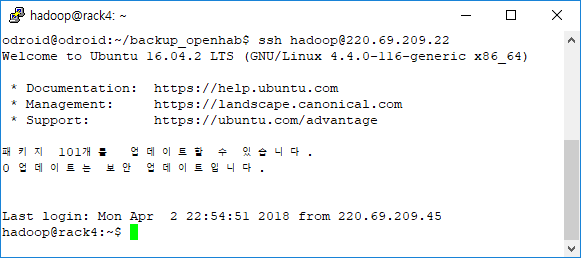 hadoop@rack4: ~
odroid@odroid:~/backup_openhab$ ssh hadoop@220.69.209.22
Welcome to Ubuntu 16.04.2 LTS (GNU/Linux 4.4.0-116-generic x86_64)
* Documentation:  https://help.ubuntu.com
* Management:     https://landscape.canonical.com
* Support:        https://ubuntu.com/advantage
패키지 101개를 업데이트할 수 있습니다.
0 업데이트는 보안 업데이트입니다.
Last login: Mon Apr  2 22:54:51 2018 from 220.69.209.45
hadoop@rack4:~$